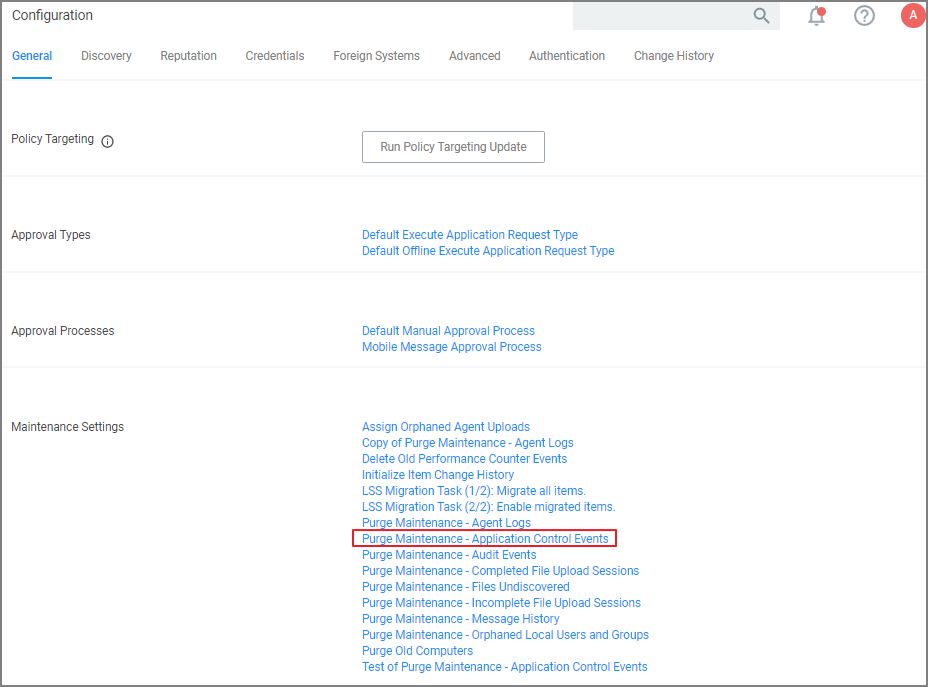 Configuration
A
General
Discovery
Reputation
Credentials
Foreign Systems
Advanced
Authentication
Change History
Policy Targeting
Run Policy Targeting Update
Approval Types
Default Execute Application Request Type
Default Offline Execute Application Request Type
Approval Processes
Default Manual Approval Process
Mobile Message Approval Process
Maintenance Settings
Assign Orphaned Agent Uploads
Copy of Purge Maintenance - Agent Logs
Delete Old Performance Counter Events
Initialize Item Change History
LSS Migration Task (1/2): Migrate all items.
LSS Migration Task (2/2): Enable migrated items.
Purge Maintenance - Agent Logs
Purge Maintenance - Application Control Events
Purge Maintenance - Audit Events
Purge Maintenance - Completed File Upload Sessions
Purge Maintenance - Files Undiscovered
Purge Maintenance - Incomplete File Upload Sessions
Purge Maintenance - Message History
Purge Maintenance - Orphaned Local Users and Groups
Purge Old Computers
Test of Purge Maintenance - Application Control Events